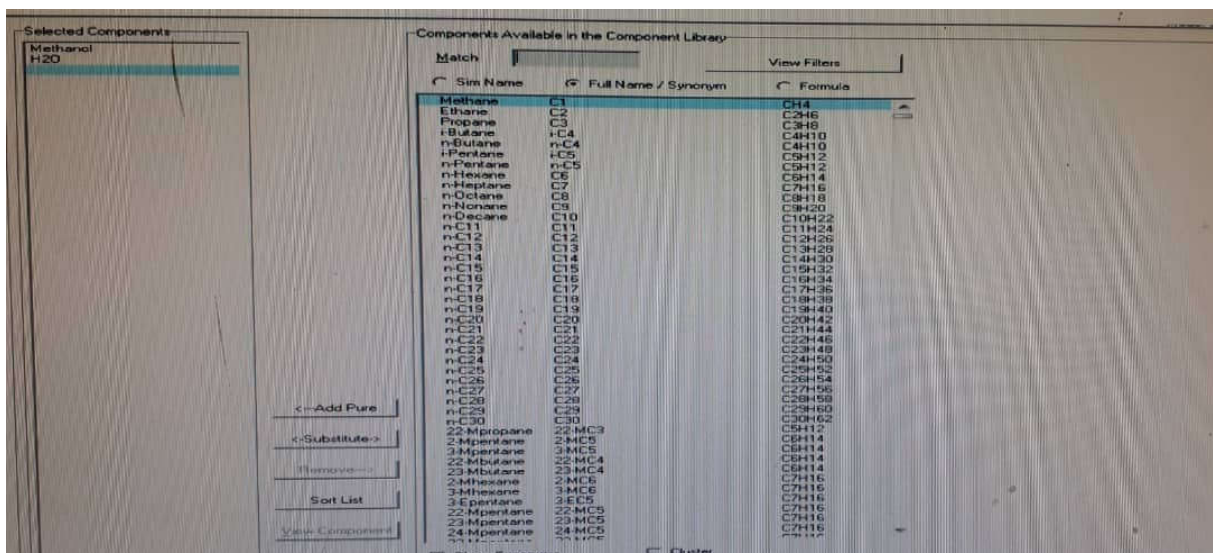 Selected Components
Methanol
H2O
Components Available in the Component Library
Match
View Filters
Sim Name Full Name / Synonym Formula
Methane C1 CH4
Ethane C2 C2H6
Propane C3 C3H8
i-Butane i-C4 C4H10
n-Butane n-C4 C4H10
i-Pentane i-C5 C5H12
n-Pentane n-C5 C5H12
n-Hexane C6 C6H14
n-Heptane C7 C7H16
n-Octane C8 C8H18
n-Nonane C9 C9H20
n-Decane C10 C10H22
n-C11 C11 C11H24
n-C12 C12 C12H26
n-C13 C13 C13H28
n-C14 C14 C14H30
n-C15 C15 C15H32
n-C16 C16 C16H34
n-C17 C17 C17H36
n-C18 C18 C18H38
n-C19 C19 C19H40
n-C20 C20 C20H42
n-C21 C21 C21H44
n-C22 C22 C22H46
n-C23 C23 C23H48
n-C24 C24 C24H50
n-C25 C25 C25H52
n-C26 C26 C26H54
n-C27 C27 C27H56
n-C28 C28 C28H58
n-C29 C29 C29H60
n-C30 C30 C30H62
22-Mpropane 22-MC3 C5H12
2-Mpentane 2-MC5 C6H14
3-Mpentane 3-MC5 C6H14
22-Mbutane 22-MC4 C6H14
23-Mbutane 23-MC4 C6H14
2-Mhexane 2-MC6 C7H16
3-Mhexane 3-MC6 C7H16
3-Epentane 3-EC5 C7H16
22-Mpentane 22-MC5 C7H16
23-Mpentane 23-MC5 C7H16
24-Mpentane 24-MC5 C7H16
<---Add Pure
<-Substitute->
Remove--->
Sort List
View Component
Cluster